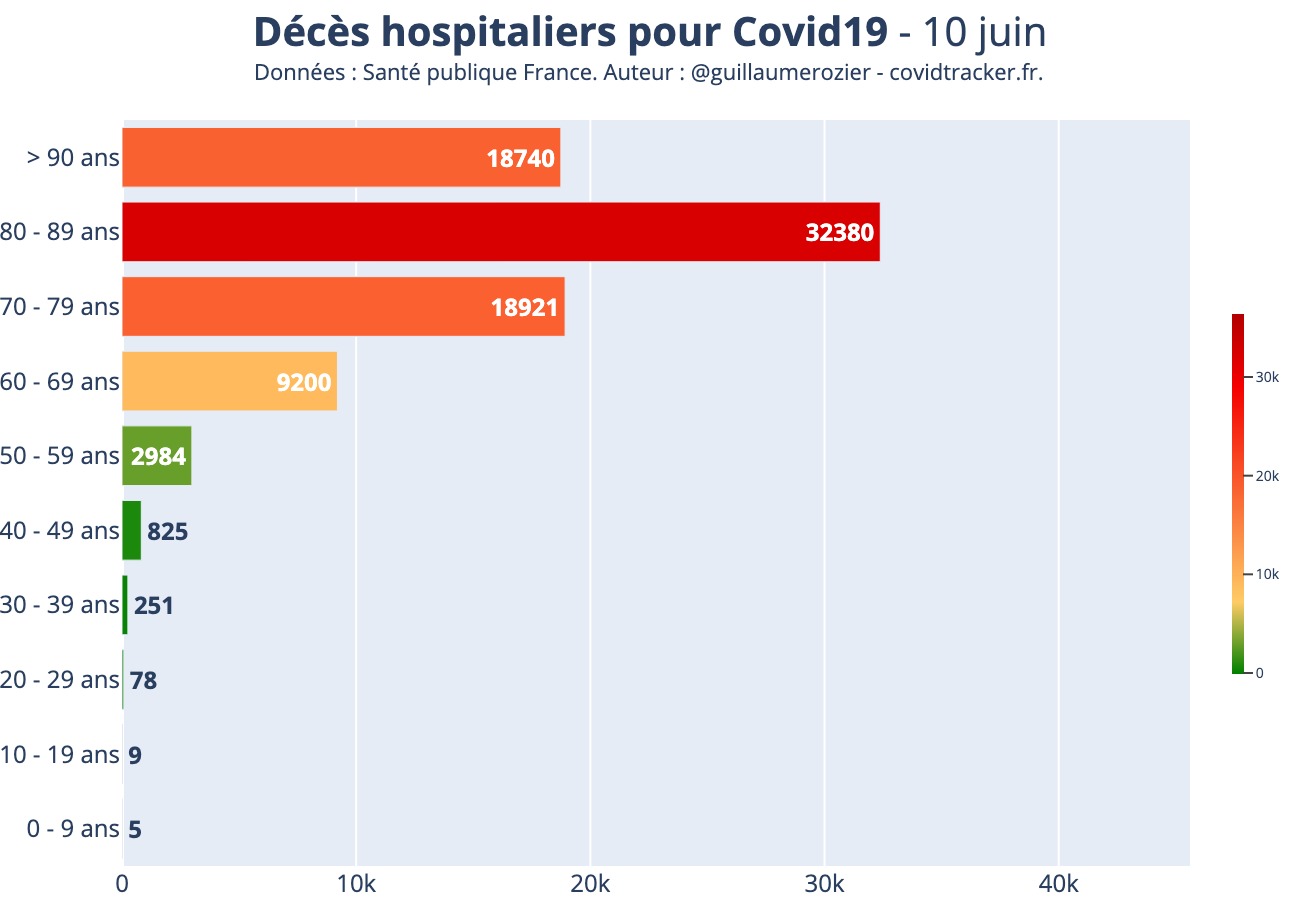 Décès hospitaliers pour Covid19 - 10 juin
Données : Santé publique France. Auteur : @guillaumerozier - covidtracker.fr.
> 90 ans 18740
80 - 89 ans 32380
70 - 79 ans 18921
60 - 69 ans 9200
50 - 59 ans 2984
40 - 49 ans 825
30 - 39 ans 251
20 - 29 ans 78
10 - 19 ans 9
0 - 9 ans 5
0 10k 20k 30k 40k
30k
20k
10k
0